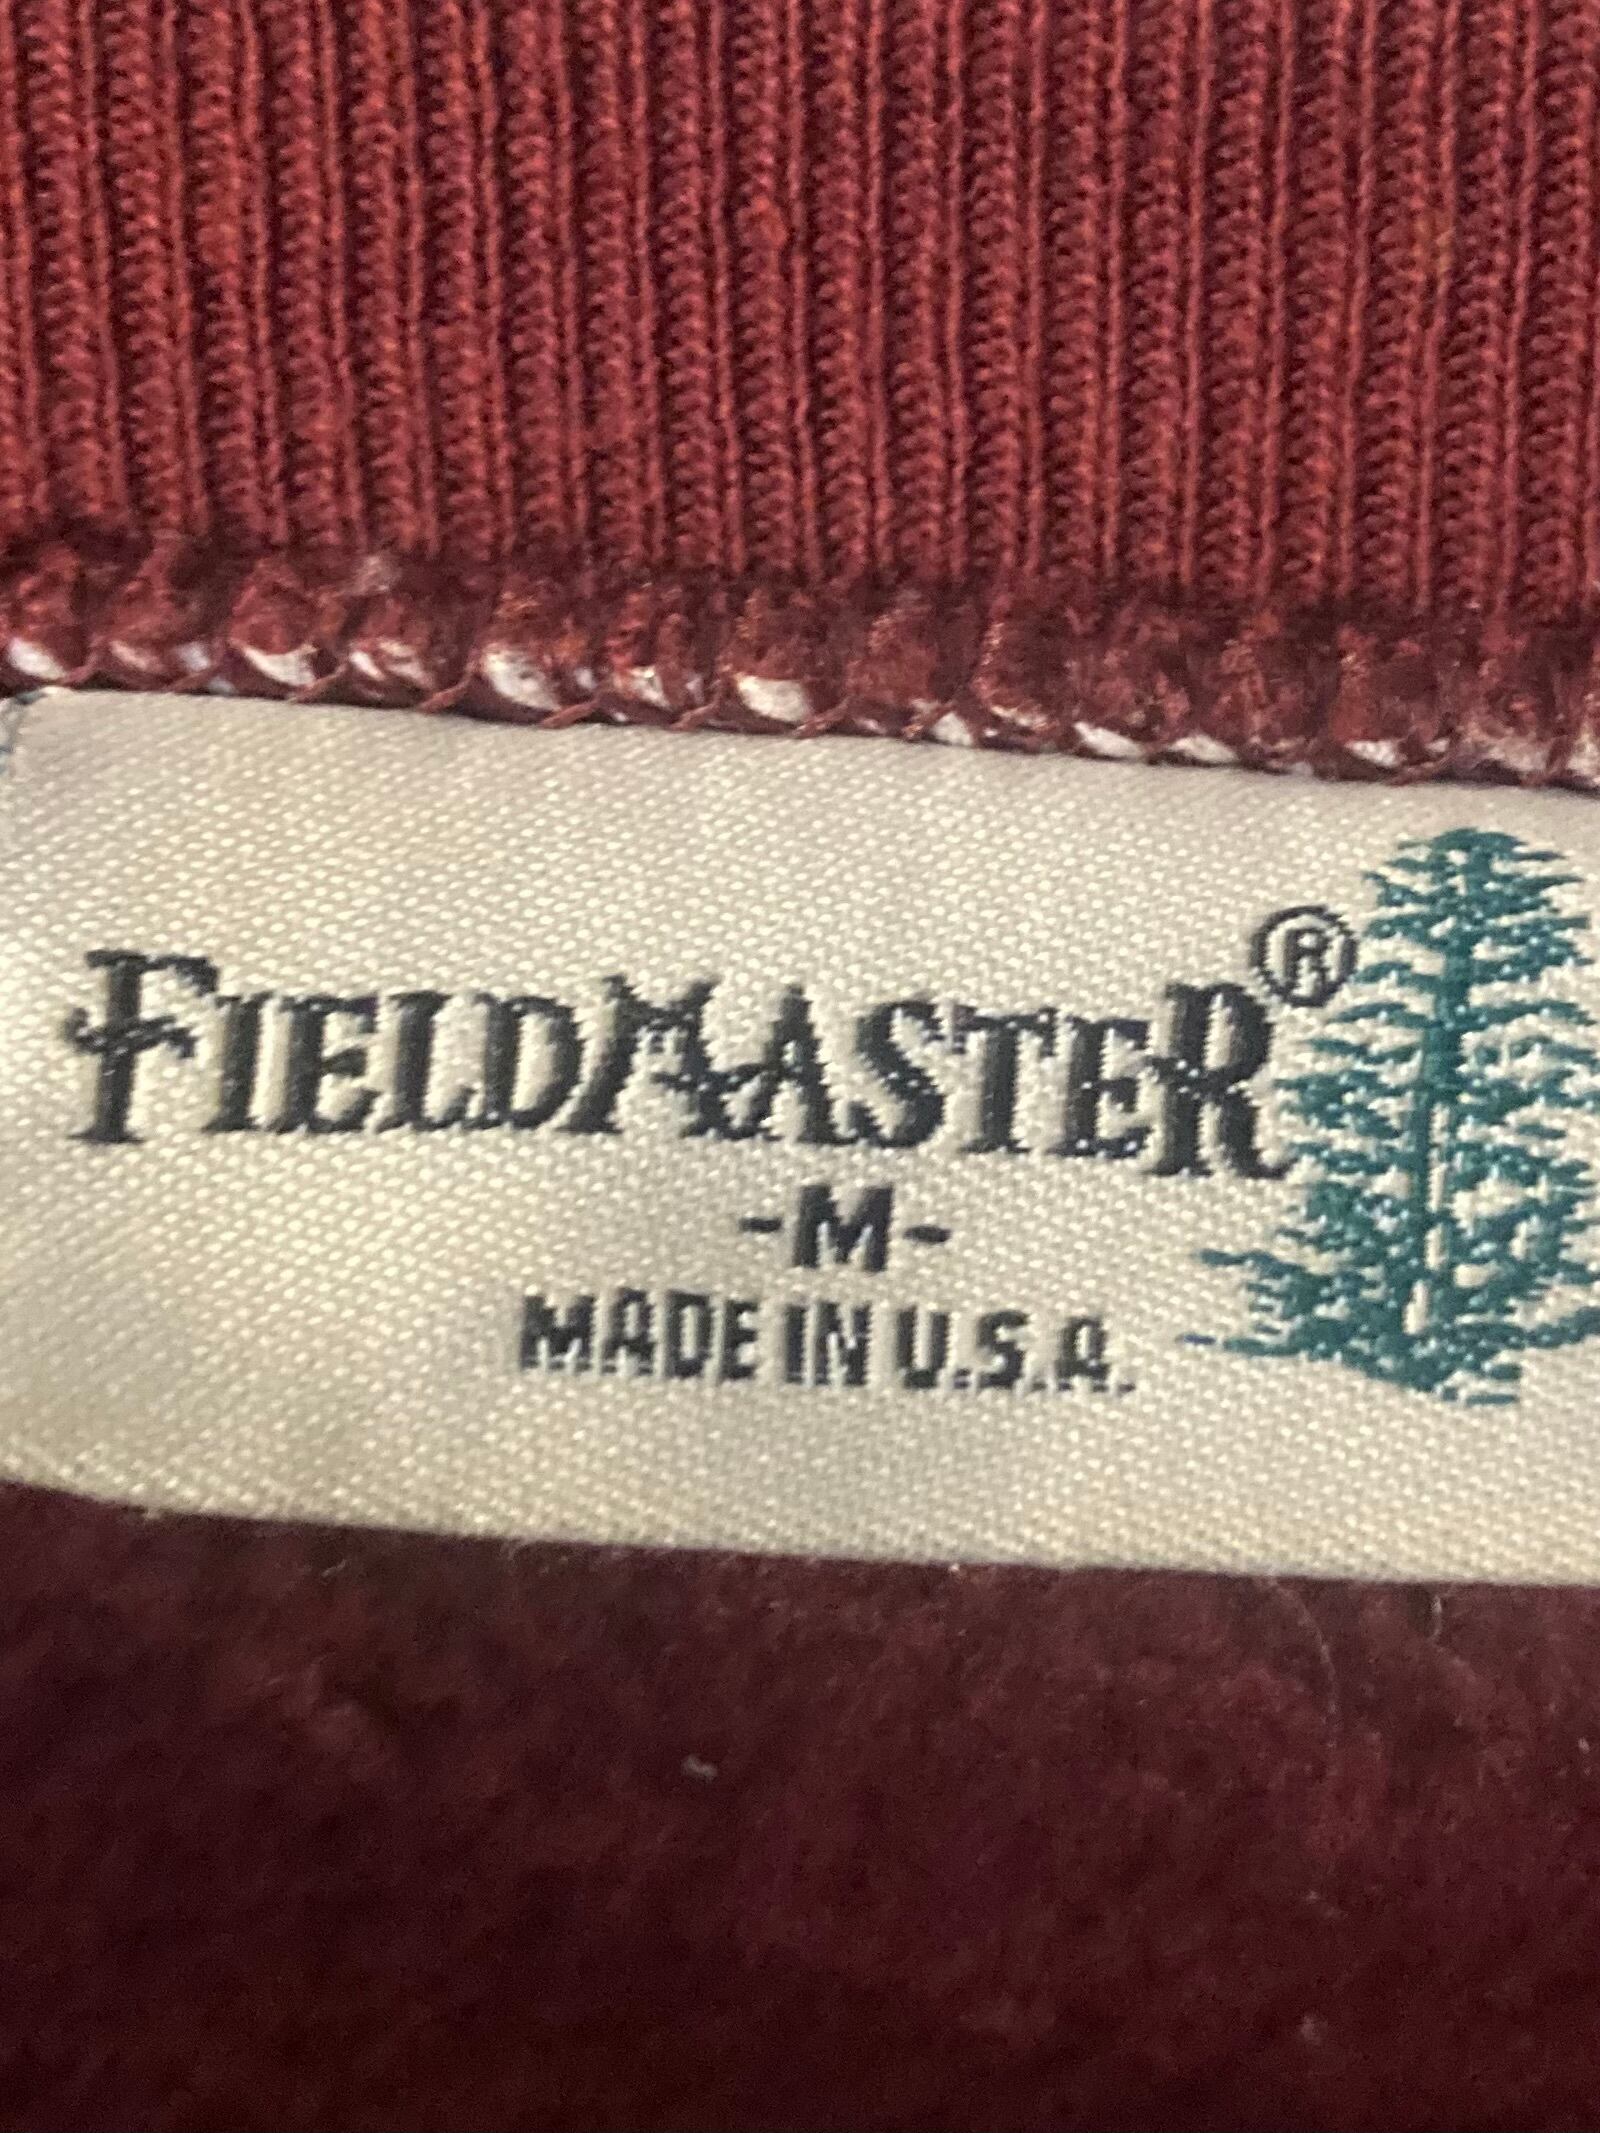 FIELDMASTER®
-M-
MADE IN U.S.A.